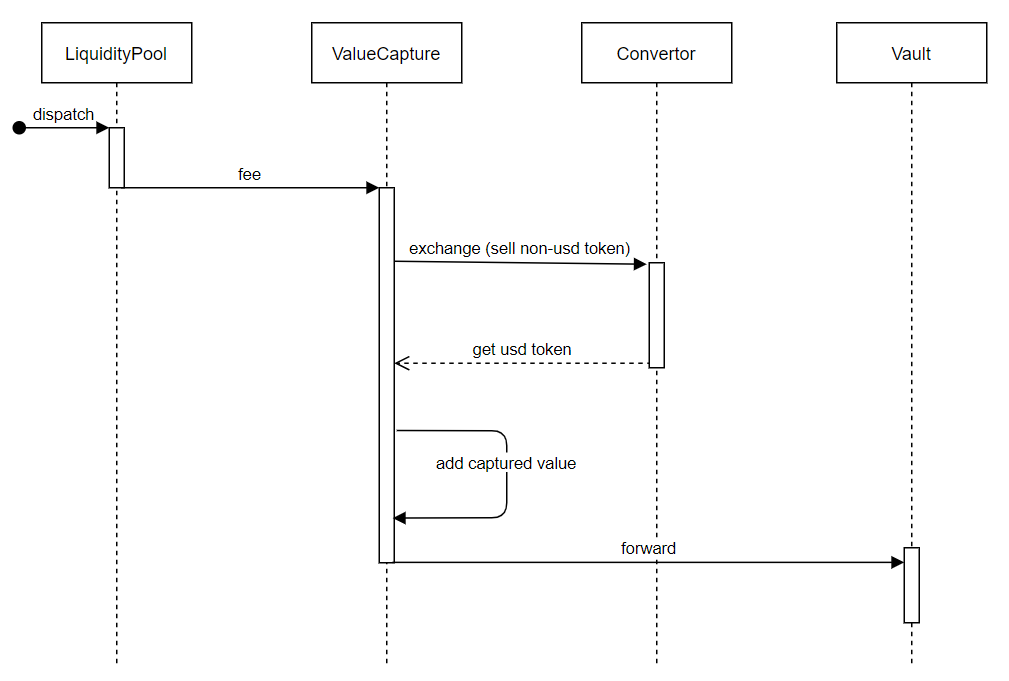 LiquidityPool
ValueCapture
Convertor
Vault
dispatch
fee
exchange (sell non-usd token)
get usd token
add captured value
forward